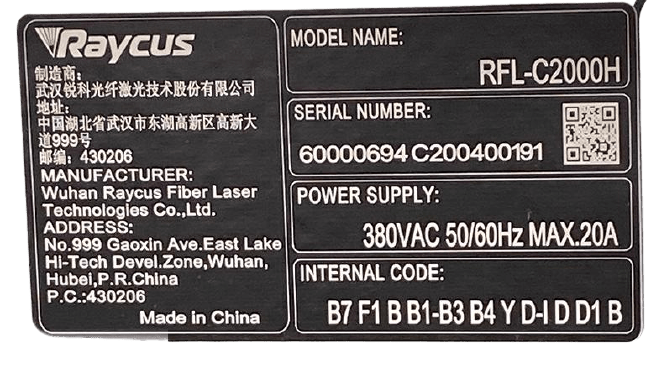 Raycus
制造商:
武汉锐科光纤激光技术股份有限公司
地址:
中国湖北省武汉市东湖高新区高新大
道999号
邮编: 430206
MANUFACTURER:
Wuhan Raycus Fiber Laser
Technologies Co.,Ltd.
ADDRESS:
No.999 Gaoxin Ave.East Lake
Hi-Tech Devel.Zone,Wuhan,
Hubei,P.R.China
P.C.:430206
Made in China
MODEL NAME:
RFL-C2000H
SERIAL NUMBER:
60000694 C200400191
POWER SUPPLY:
380VAC 50/60Hz MAX.20A
INTERNAL CODE:
B7 F1 B B1-B3 B4 Y D-I D D1 B